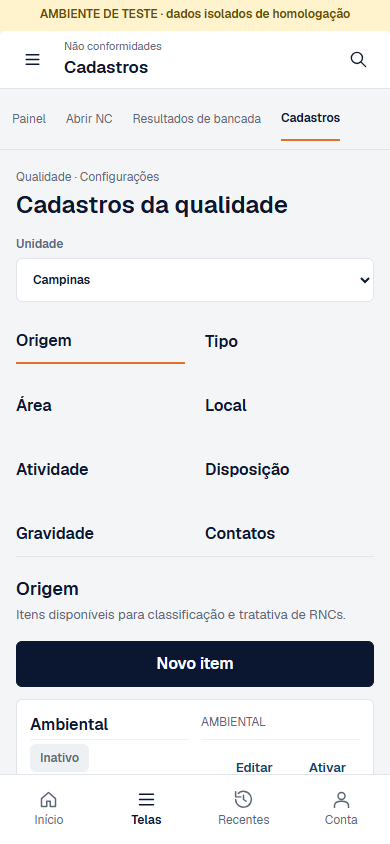 AMBIENTE DE TESTE · dados isolados de homologação
Não conformidades
Cadastros
Painel Abrir NC Resultados de bancada Cadastros
Qualidade · Configurações
Cadastros da qualidade
Unidade
Campinas
Origem Tipo
Área Local
Atividade Disposição
Gravidade Contatos
Origem
Itens disponíveis para classificação e tratativa de RNCs.
Novo item
Ambiental AMBIENTAL
Inativo
Editar Ativar
Início Telas Recentes Conta